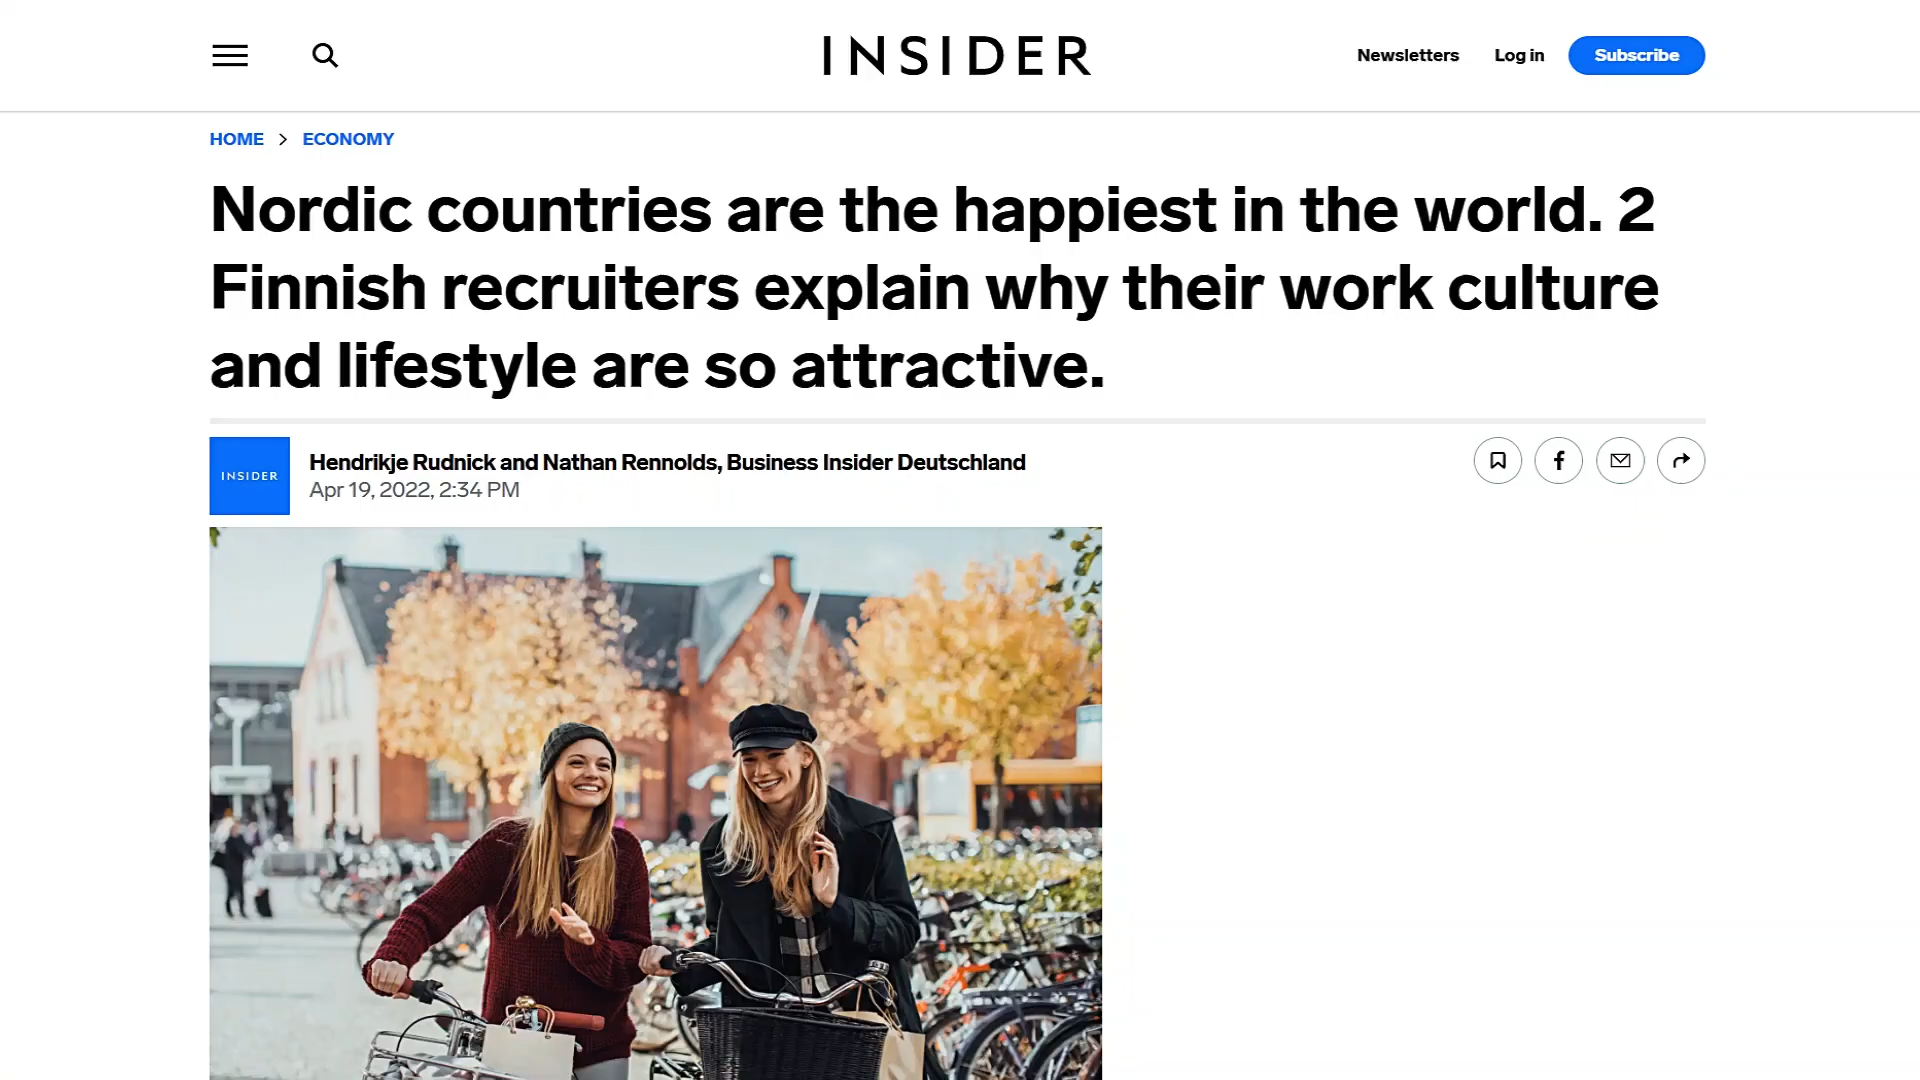 INSIDER
Newsletters
Log in
Subscribe
HOME > ECONOMY
Nordic countries are the happiest in the world. 2
Finnish recruiters explain why their work culture
and lifestyle are so attractive.
INSIDER
Hendrikje Rudnick and Nathan Rennolds, Business Insider Deutschland
Apr 19, 2022, 2:34 PM